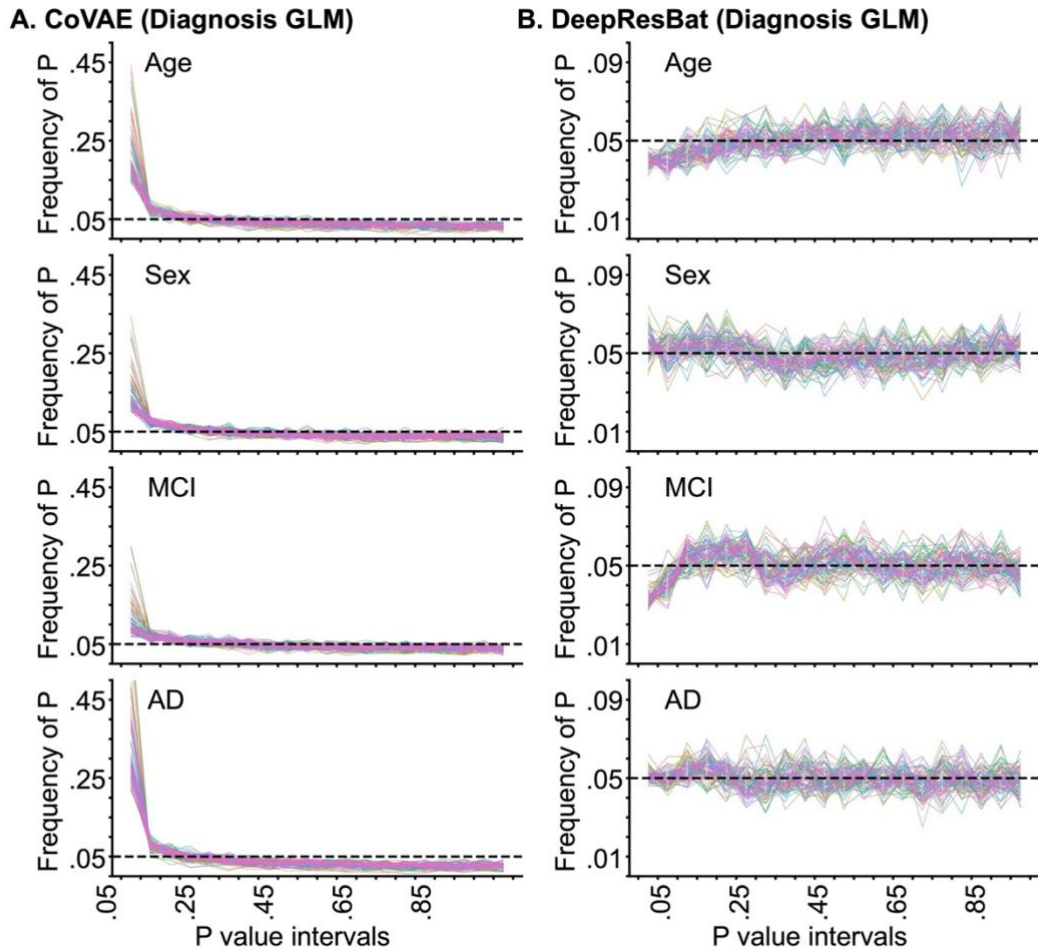 A. CoVAE (Diagnosis GLM)
B. DeepResBat (Diagnosis GLM)
Age
Frequency of P
.45
.25
.05
Age
Frequency of P
.09
.05
.01
Sex
Frequency of P
.45
.25
.05
Sex
Frequency of P
.09
.05
.01
MCI
Frequency of P
.45
.25
.05
MCI
Frequency of P
.09
.05
.01
AD
Frequency of P
.45
.25
.05
AD
Frequency of P
.09
.05
.01
.05 .25 .45 .65 .85
P value intervals
.05 .25 .45 .65 .85
P value intervals